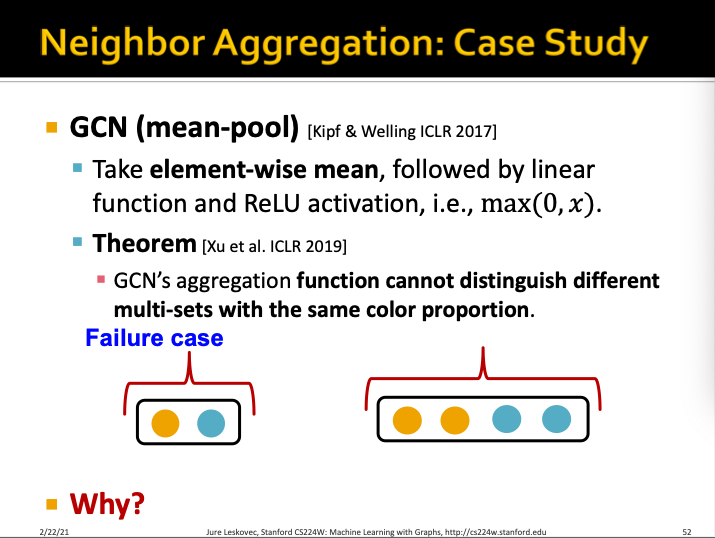 Neighbor Aggregation: Case Study
GCN (mean-pool) [Kipf & Welling ICLR 2017]
Take element-wise mean, followed by linear
function and ReLU activation, i.e., max(0, x).
Theorem [Xu et al. ICLR 2019]
GCN's aggregation function cannot distinguish different
multi-sets with the same color proportion.
Failure case
Why?
2/22/21 Jure Leskovec, Stanford CS224W: Machine Learning with Graphs, http://cs224w.stanford.edu 52